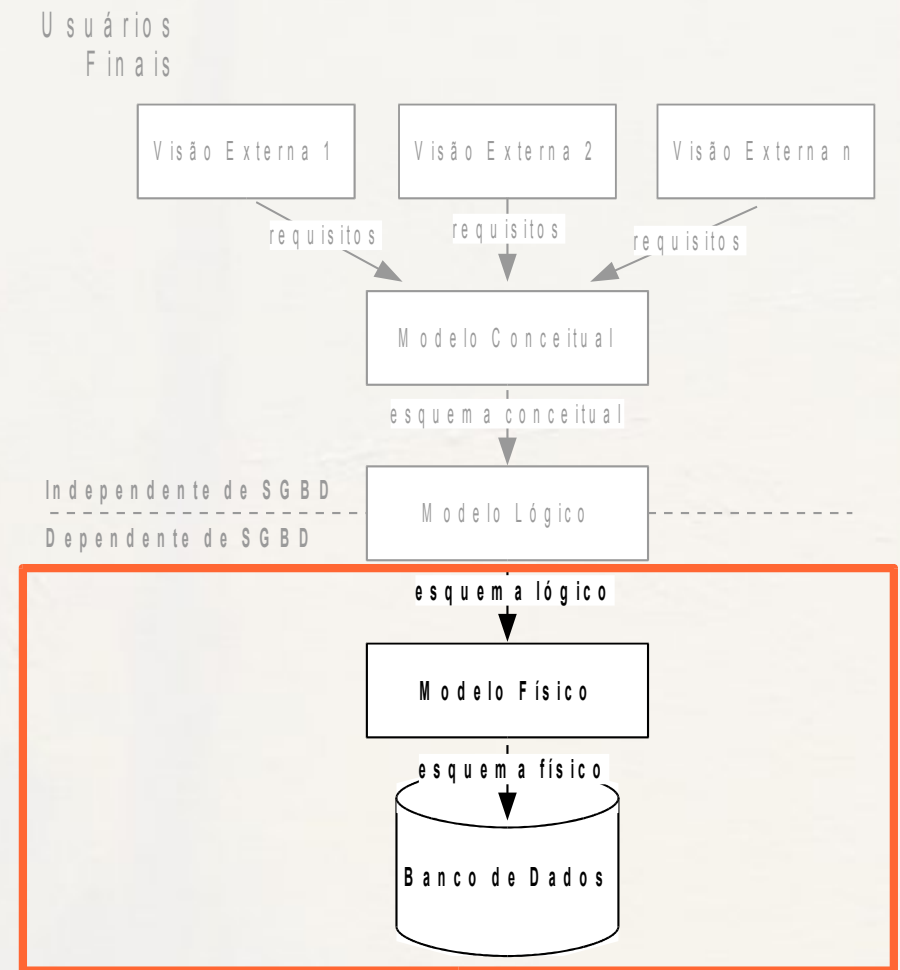 Usuários
Finais
Visão Externa 1
Visão Externa 2
Visão Externa n
requisitos
requisitos
requisitos
Modelo Conceitual
esquema conceitual
Independente de SGBD
Modelo Lógico
Dependente de SGBD
esquema lógico
Modelo Físico
esquema físico
Banco de Dados